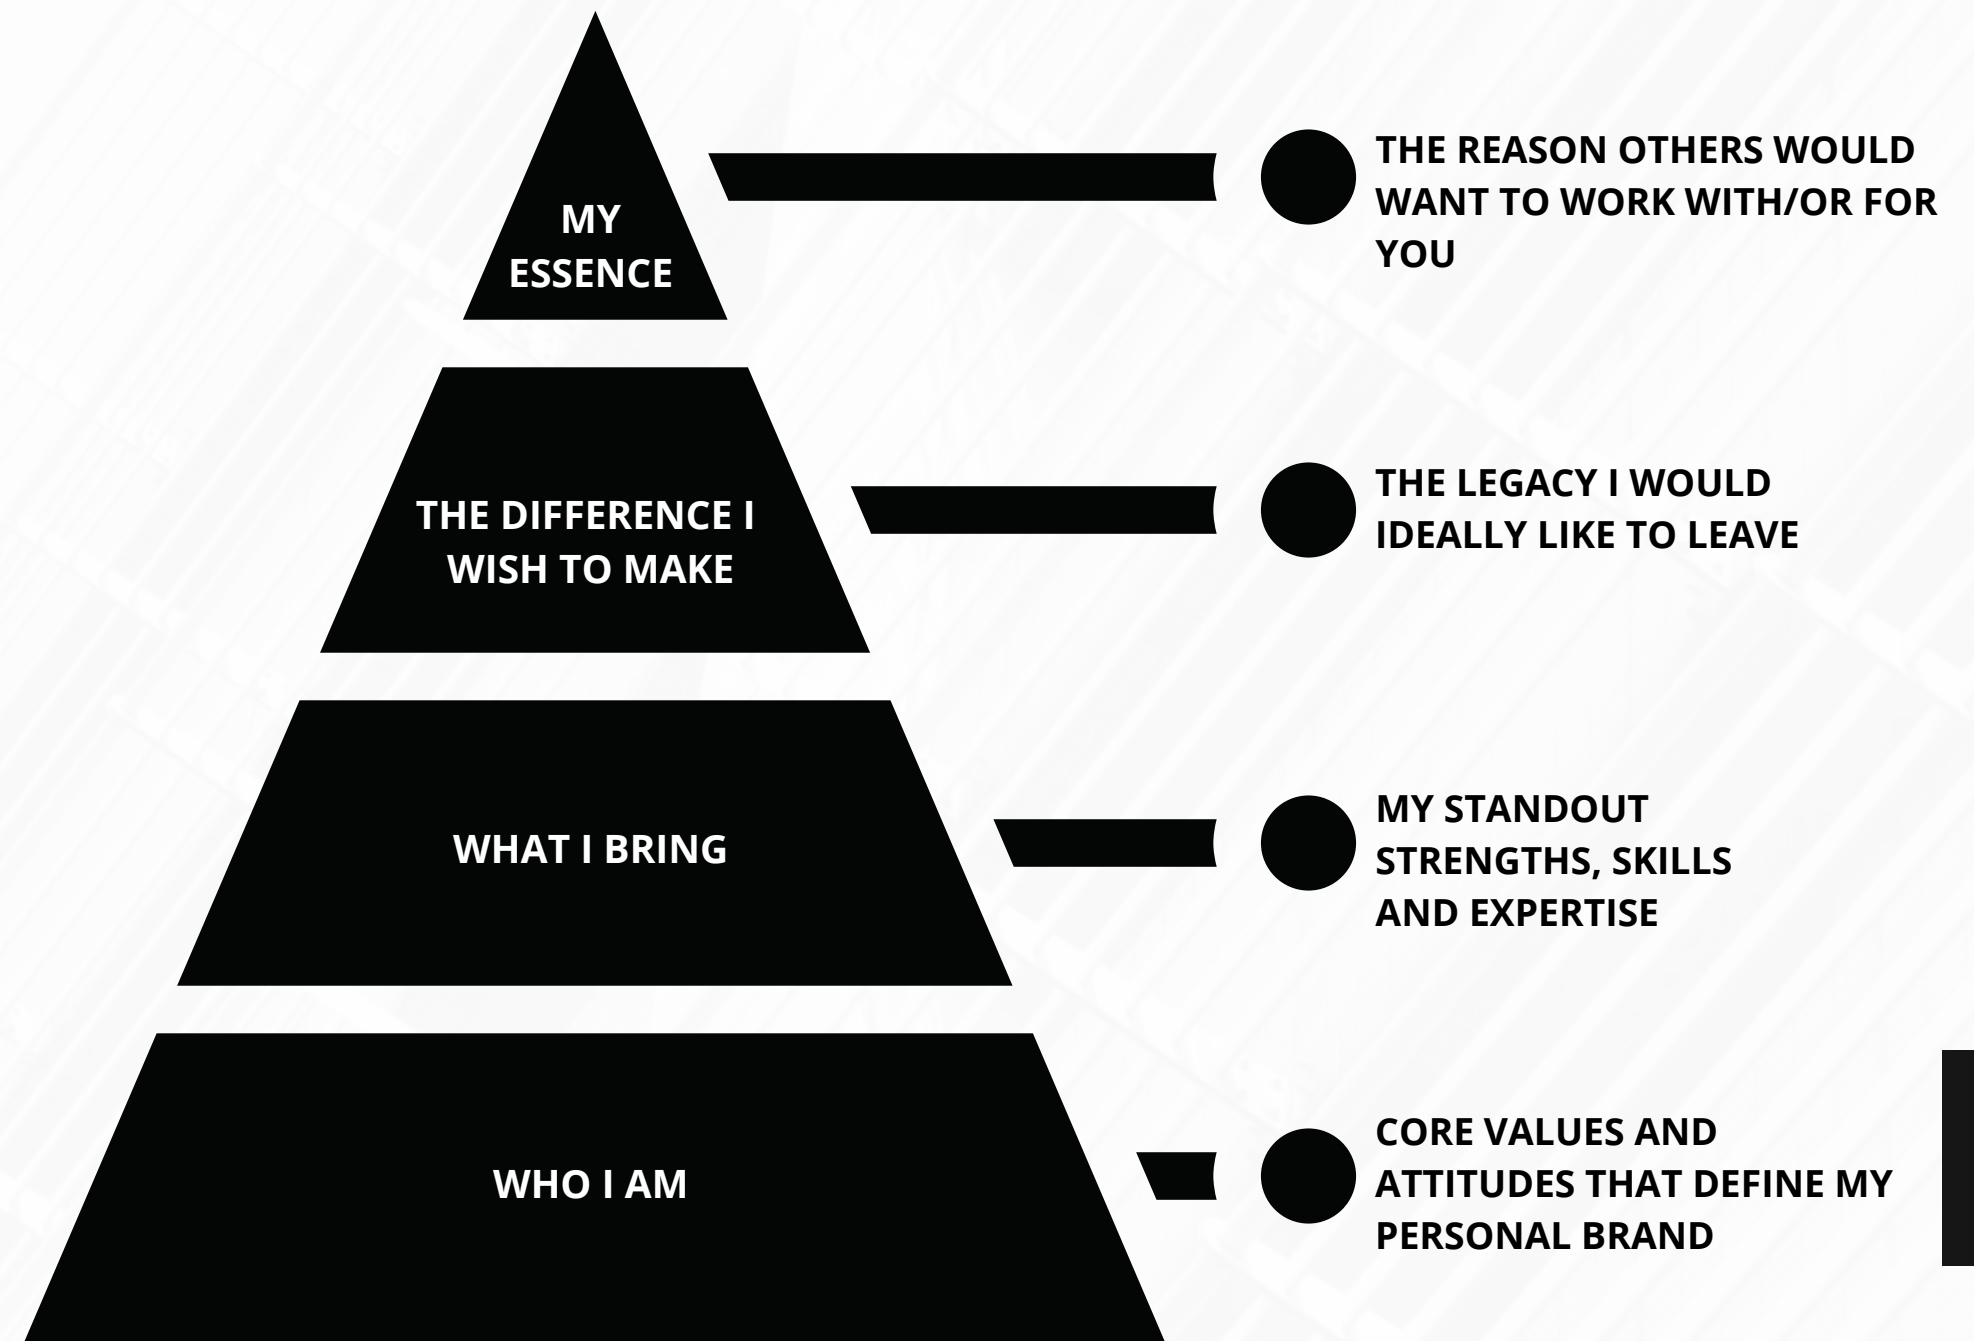 MY
ESSENCE
THE REASON OTHERS WOULD
WANT TO WORK WITH/OR FOR
YOU
THE DIFFERENCE I
WISH TO MAKE
THE LEGACY I WOULD
IDEALLY LIKE TO LEAVE
WHAT I BRING
MY STANDOUT
STRENGTHS, SKILLS
AND EXPERTISE
WHO I AM
CORE VALUES AND
ATTITUDES THAT DEFINE MY
PERSONAL BRAND